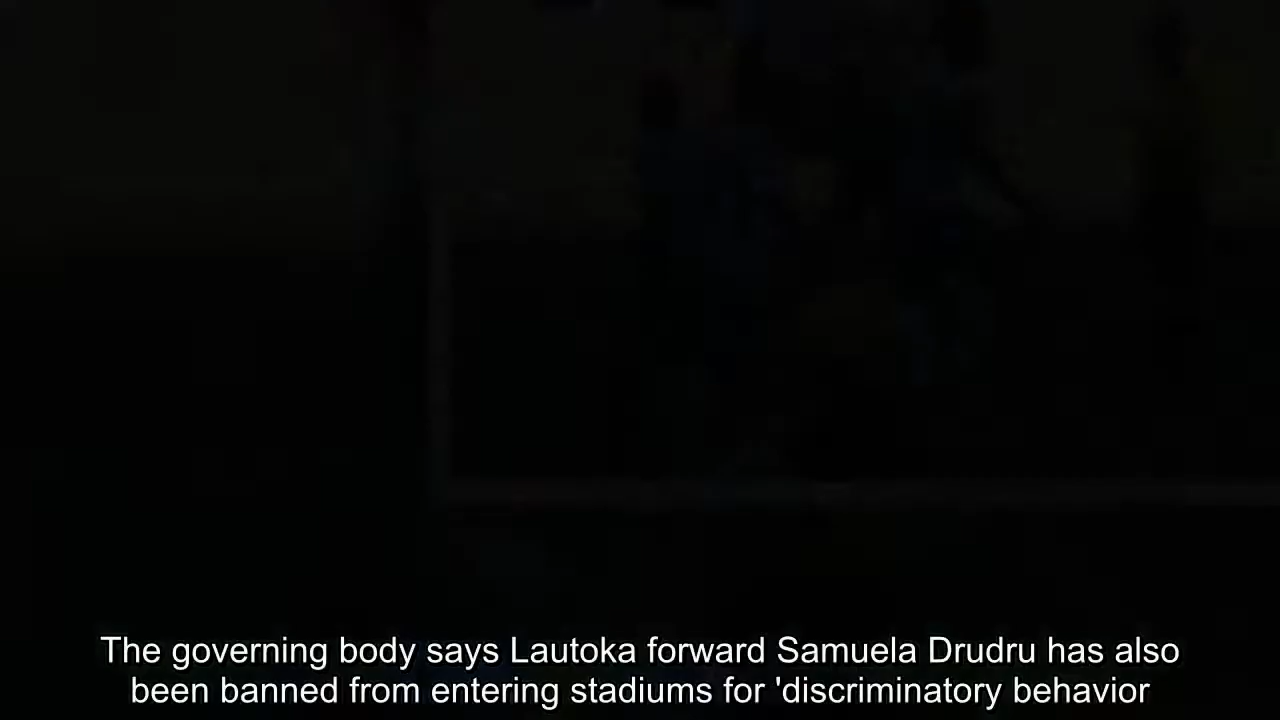 The governing body says Lautoka forward Samuela Drudru has also
been banned from entering stadiums for 'discriminatory behavior